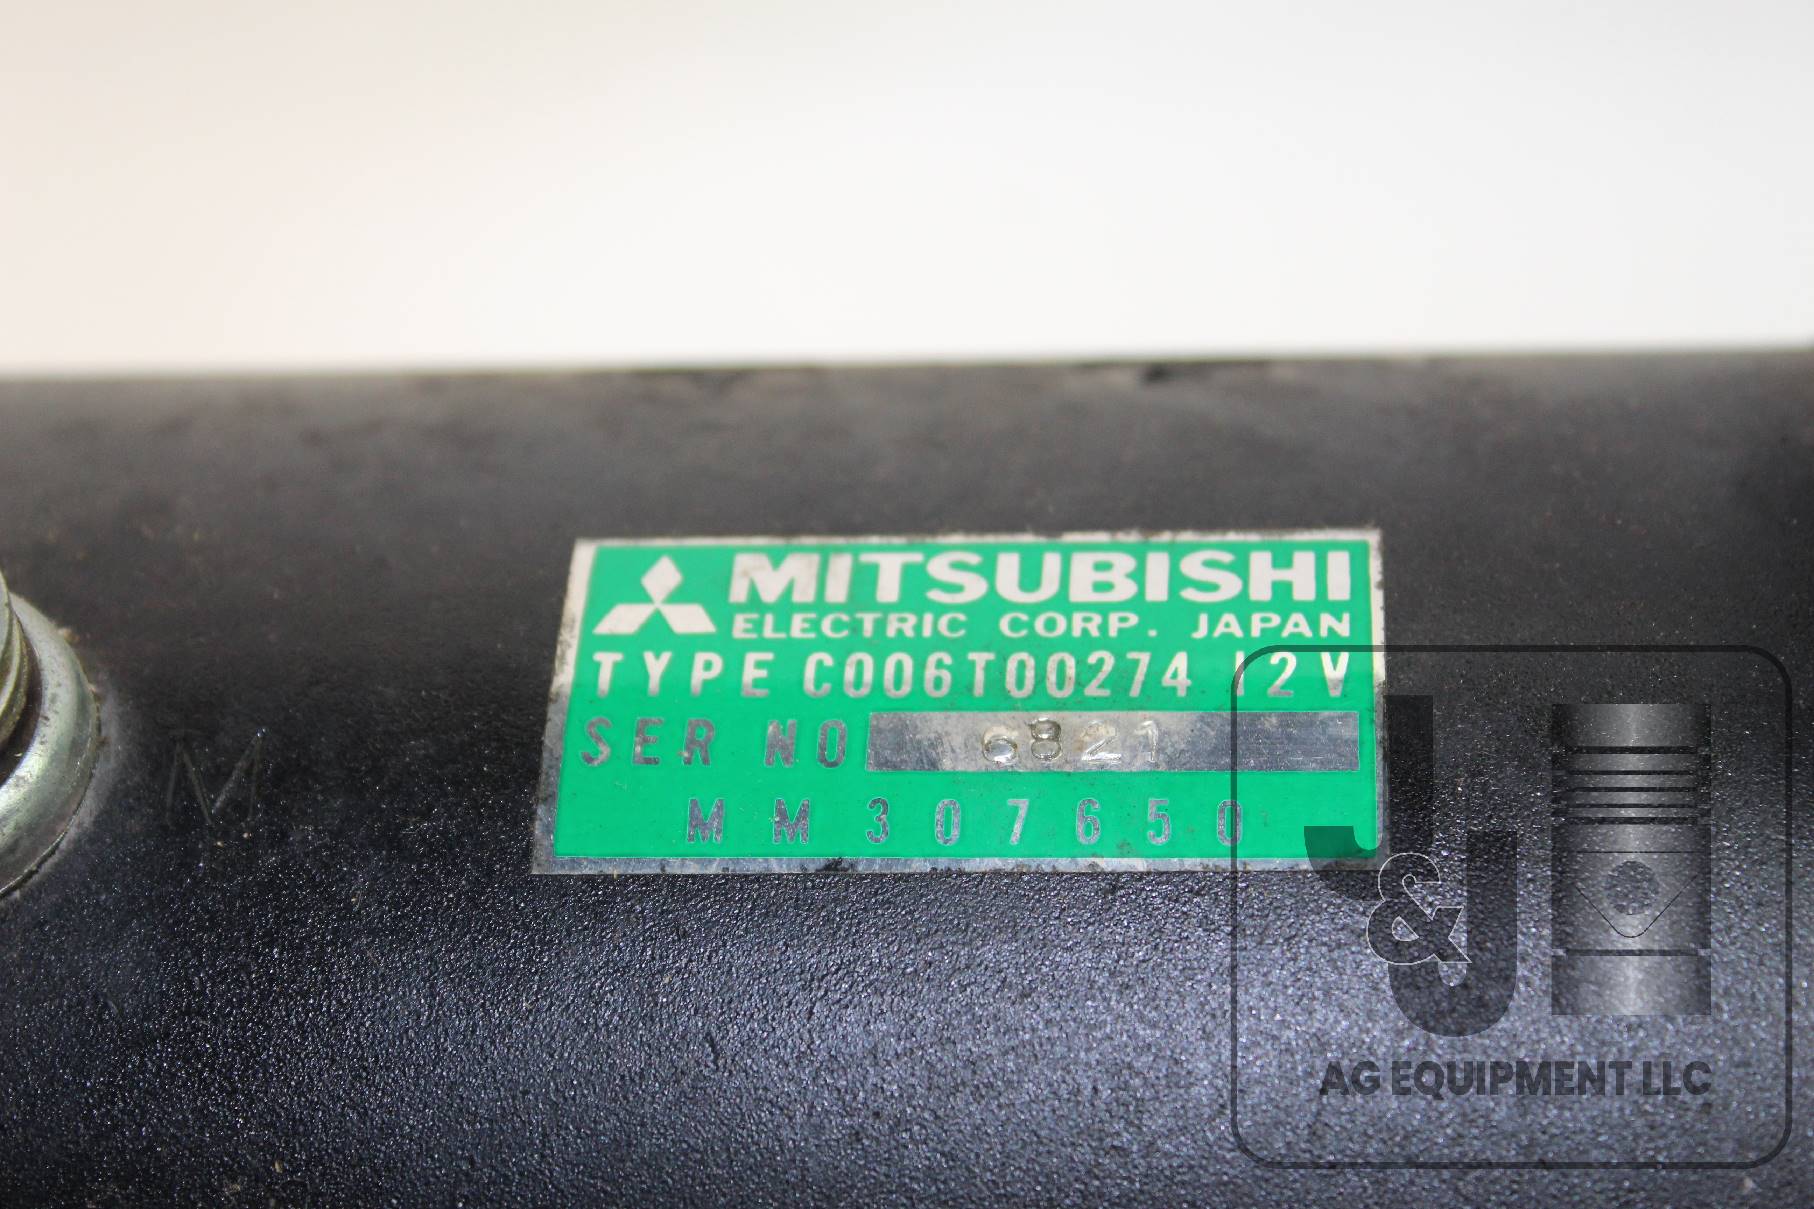 MITSUBISHI
ELECTRIC CORP. JAPAN
TYPE C006T00274 12V
SER NO 6821
MM307650
M
J&J
AG EQUIPMENT LLC